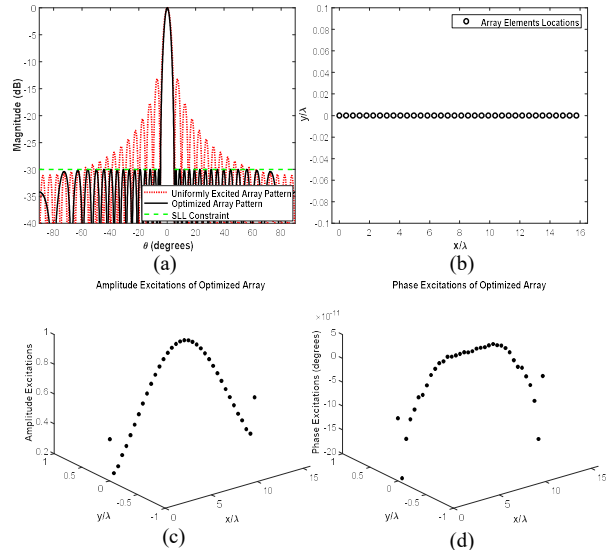 0
-5
-10
-15
-20
-25
-30
-35
-40
Magnitude (dB)
-80 -60 -40 -20 0 20 40 60 80
θ (degrees)
Uniformly Excited Array Pattern
Optimized Array Pattern
SLL Constraint
(a)
0.1
0.08
0.06
0.04
0.02
0
-0.02
-0.04
-0.06
-0.08
-0.1
y/λ
0 2 4 6 8 10 12 14 16
x/λ
Array Elements Locations
(b)
Amplitude Excitations of Optimized Array
1
0.8
0.6
0.4
0.2
Amplitude Excitations
1
0.5
0
-0.5
-1
y/λ
0
5
10
15
x/λ
(c)
Phase Excitations of Optimized Array
×10⁻¹¹
5
0
-5
-10
-15
-20
Phase Excitations (degrees)
1
0.5
0
-0.5
-1
y/λ
0
5
10
15
x/λ
(d)